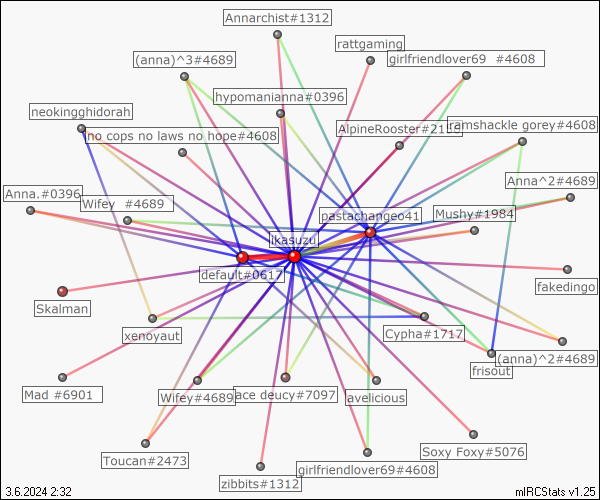 Annarchist#1312
rattgaming
(anna)^3#4689
girlfriendlover69 #4608
hypomanianna#0396
neokingghidorah
no cops no laws no hope#4608
AlpineRooster#21
ramshackle gorey#4608
Anna^2#4689
Anna.#0396
Wifey #4689
pastachangeo41
Mushy#1984
ikasuzu
default#0617
fakedingo
Skalman
xenoyaut
Cypha#1717
(anna)^2#4689
frisout
Mad #6901
Wifey#4689
ace deucy#7097
avelicious
Toucan#2473
Soxy Foxy#5076
girlfriendlover69#4608
zibbits#1312
3.6.2024 2:32
mIRCStats v1.25